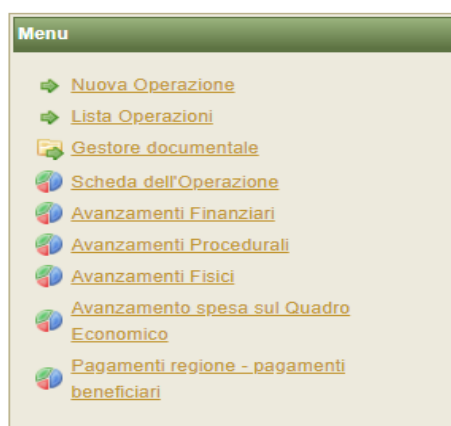 Menu
Nuova Operazione
Lista Operazioni
Gestore documentale
Scheda dell'Operazione
Avanzamenti Finanziari
Avanzamenti Procedurali
Avanzamenti Fisici
Avanzamento spesa sul Quadro
Economico
Pagamenti regione - pagamenti
beneficiari